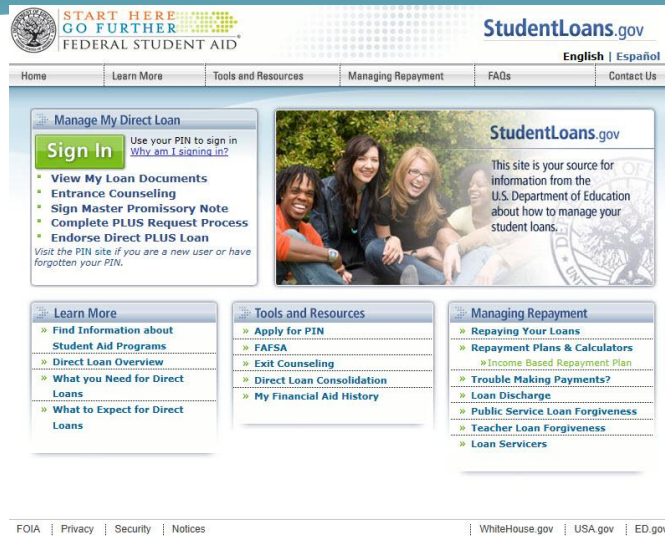 START HERE
GO FURTHER
FEDERAL STUDENT AID
StudentLoans.gov
English | Español
Home
Learn More
Tools and Resources
Managing Repayment
FAQs
Contact Us
Manage My Direct Loan
Sign In
Use your PIN to sign in
Why am I signing in?
View My Loan Documents
Entrance Counseling
Sign Master Promissory Note
Complete PLUS Request Process
Endorse Direct PLUS Loan
Visit the PIN site if you are a new user or have
forgotten your PIN.
StudentLoans.gov
This site is your source for
information from the
U.S. Department of Education
about how to manage your
student loans.
Learn More
» Find Information about
Student Aid Programs
» Direct Loan Overview
» What you Need for Direct
Loans
» What to Expect for Direct
Loans
Tools and Resources
» Apply for PIN
» FAFSA
» Exit Counseling
» Direct Loan Consolidation
» My Financial Aid History
Managing Repayment
» Repaying Your Loans
» Repayment Plans & Calculators
»Income Based Repayment Plan
» Trouble Making Payments?
» Loan Discharge
» Public Service Loan Forgiveness
» Teacher Loan Forgiveness
» Loan Servicers
FOIA | Privacy | Security | Notices
WhiteHouse.gov | USA.gov | ED.gov